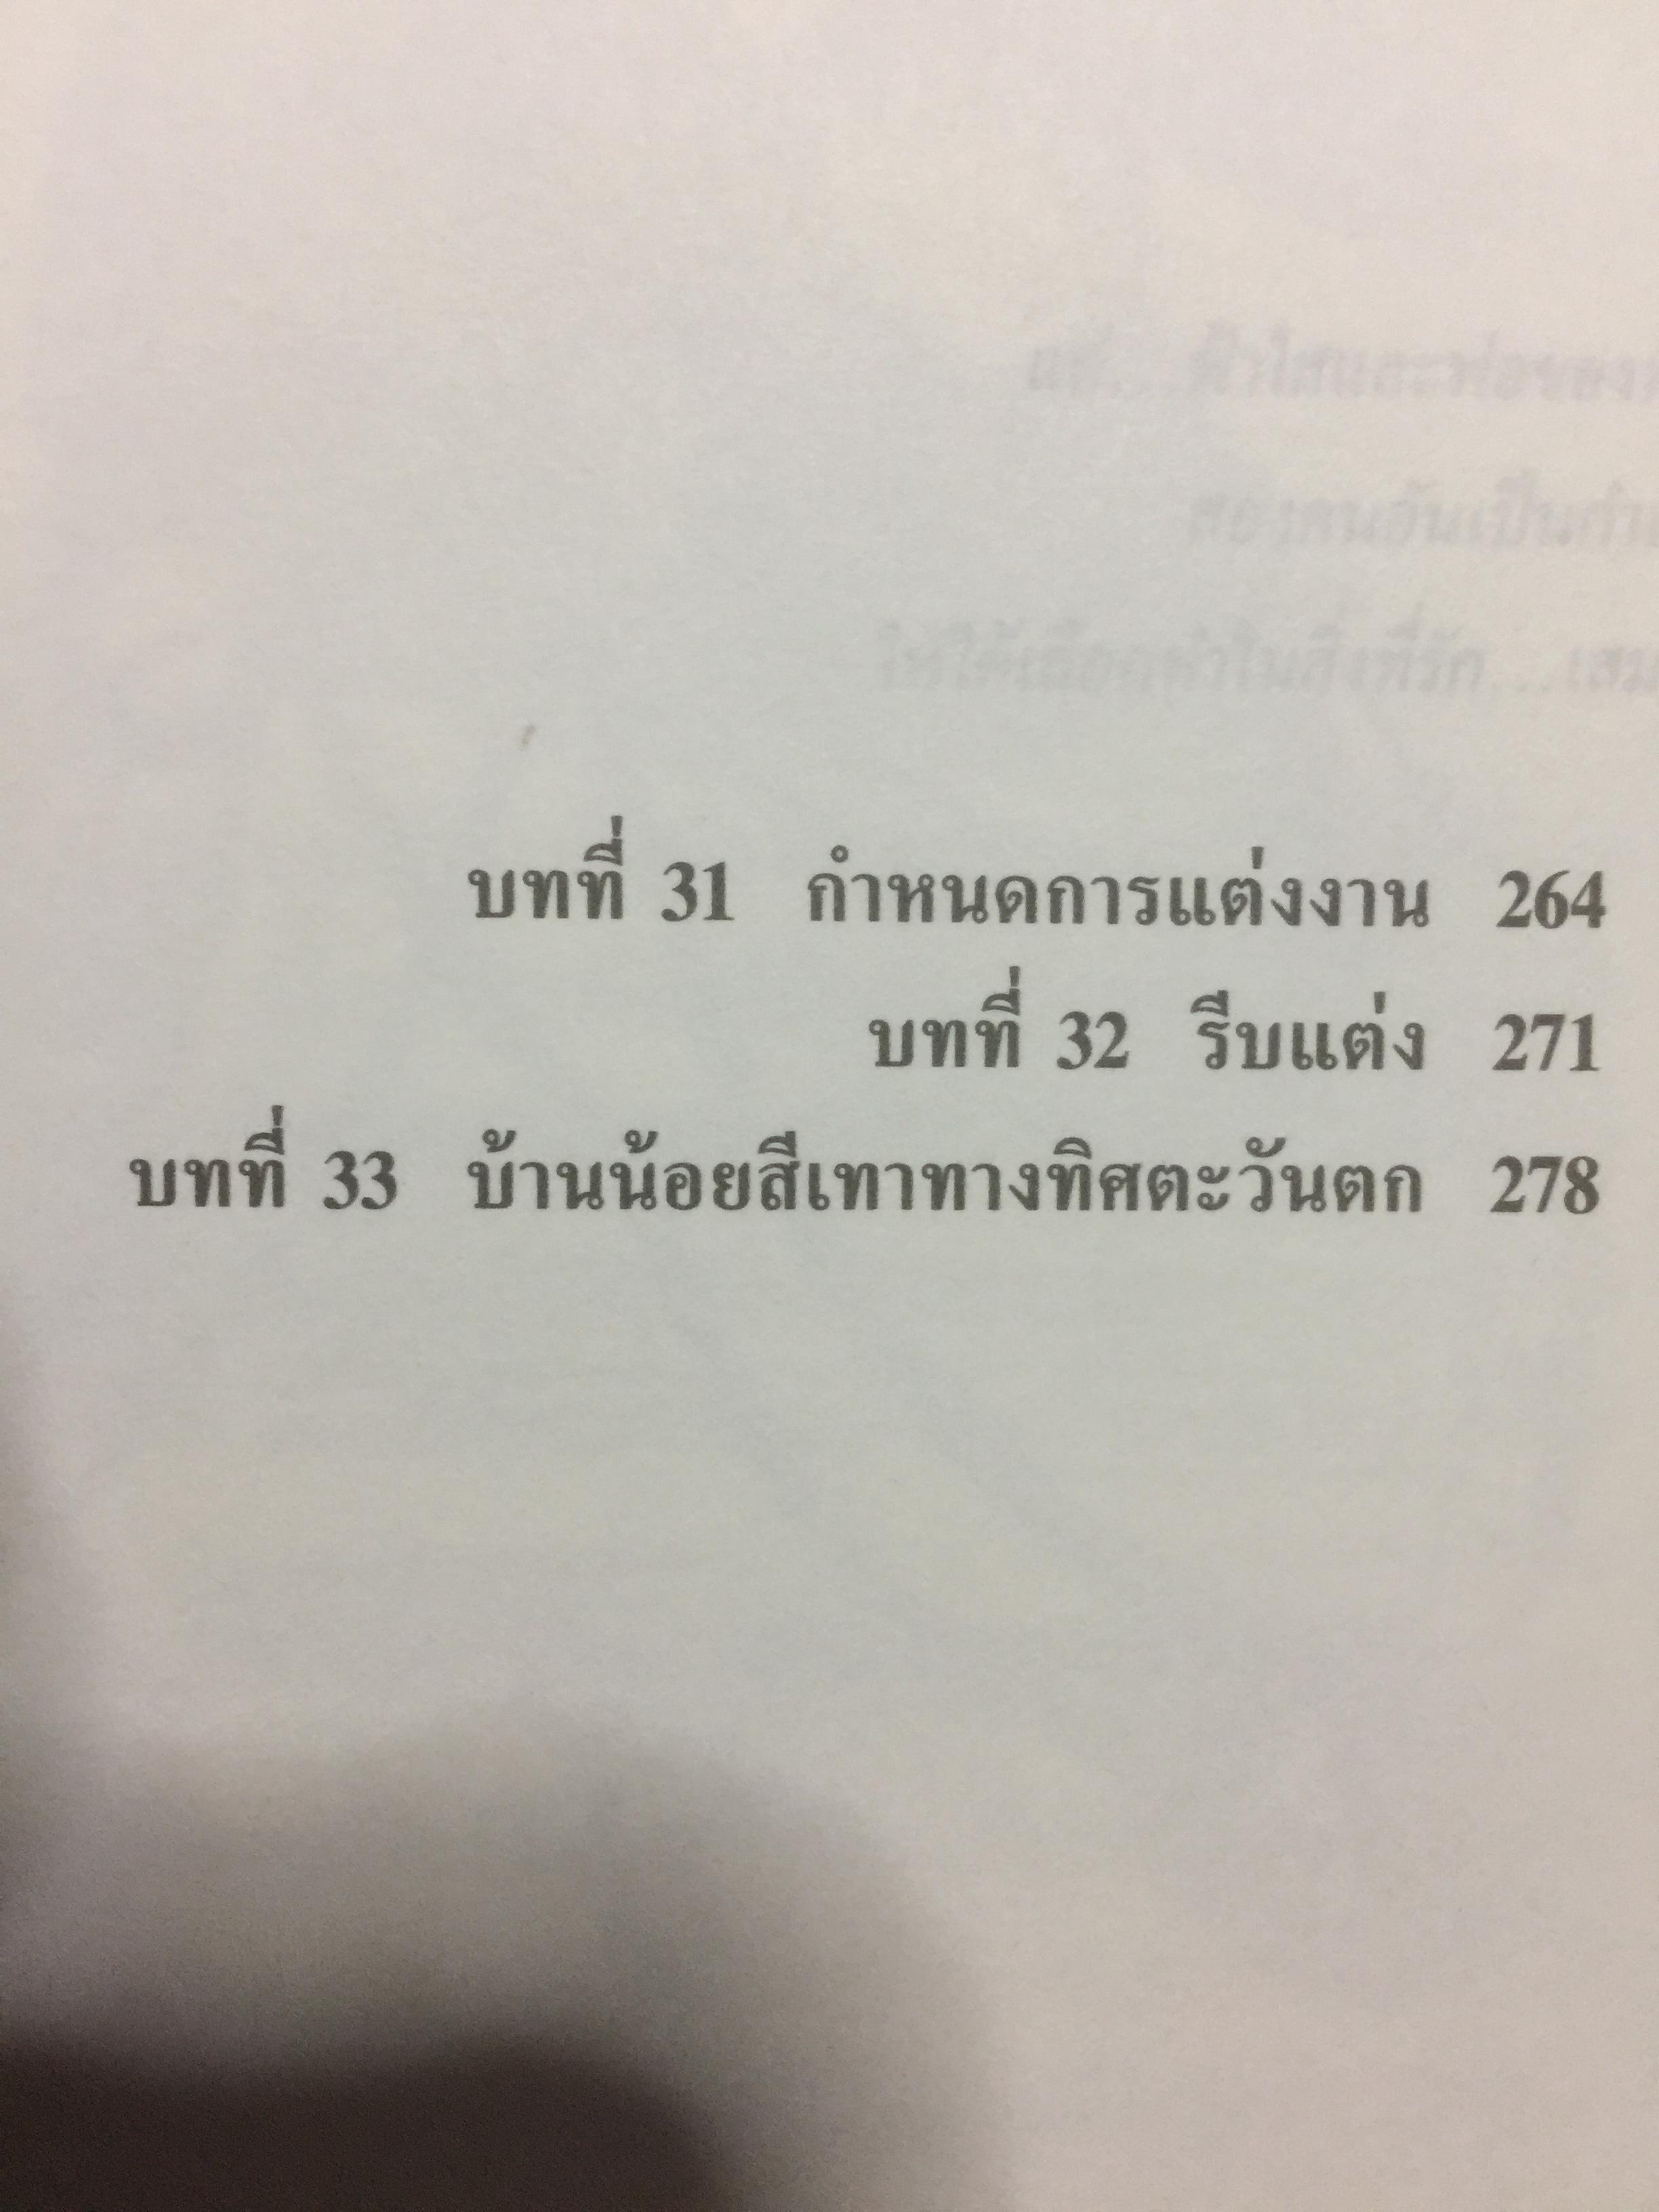 บทที่ 31 กำหนดการแต่งงาน 264
บทที่ 32 รีบแต่ง 271
บทที่ 33 บ้านน้อยสีเทาทางทิศตะวันตก 278